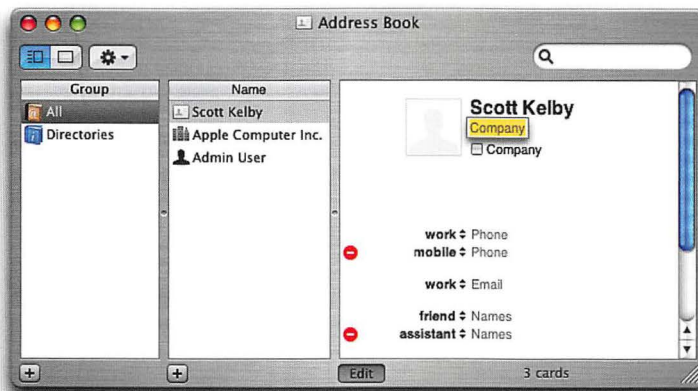 Address Book
Group
All
Directories
Name
Scott Kelby
Apple Computer Inc.
Admin User
Scott Kelby
Company
Company
work Phone
mobile Phone
work Email
friend Names
assistant Names
Edit
3 cards